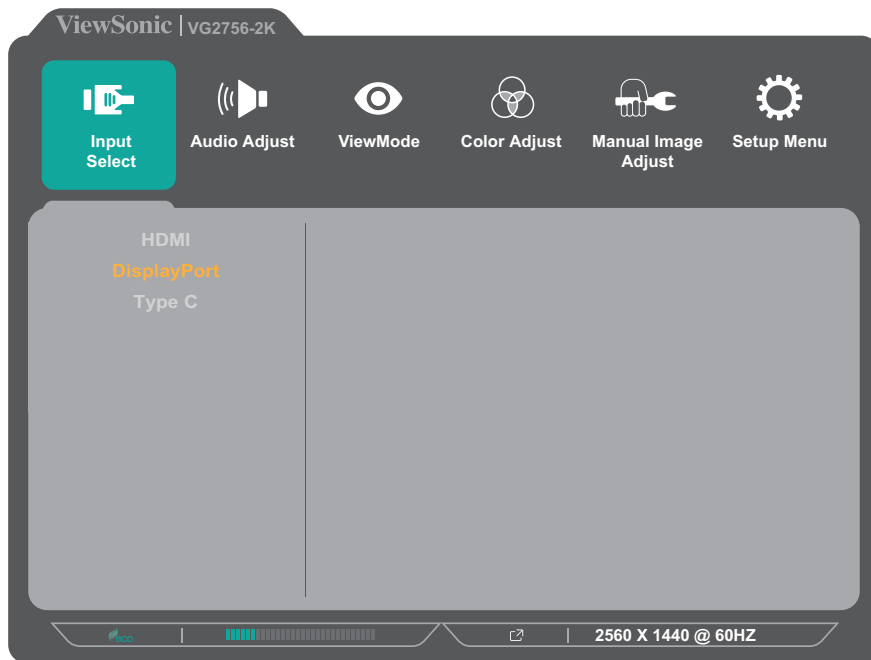 ViewSonic | VG2756-2K
Input
Select
Audio Adjust
ViewMode
Color Adjust
Manual Image
Adjust
Setup Menu
HDMI
DisplayPort
Type C
eco
2560 X 1440 @ 60HZ